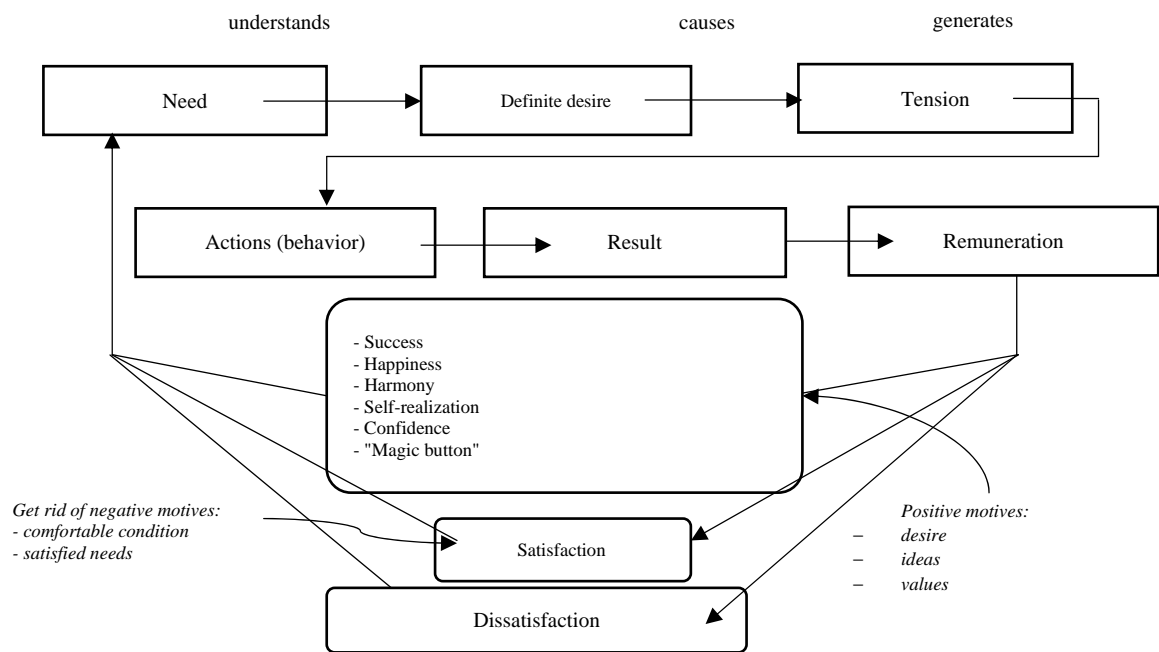 understands causes generates
Need Definite desire Tension
Actions (behavior) Result Remuneration
- Success
- Happiness
- Harmony
- Self-realization
- Confidence
- "Magic button"
Get rid of negative motives:
- comfortable condition
- satisfied needs
Positive motives:
– desire
– ideas
– values
Satisfaction
Dissatisfaction